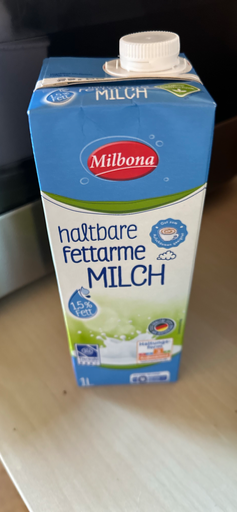 MILCH
Milbona
haltbare
fettarme
MILCH
1,5%
Fett
1L